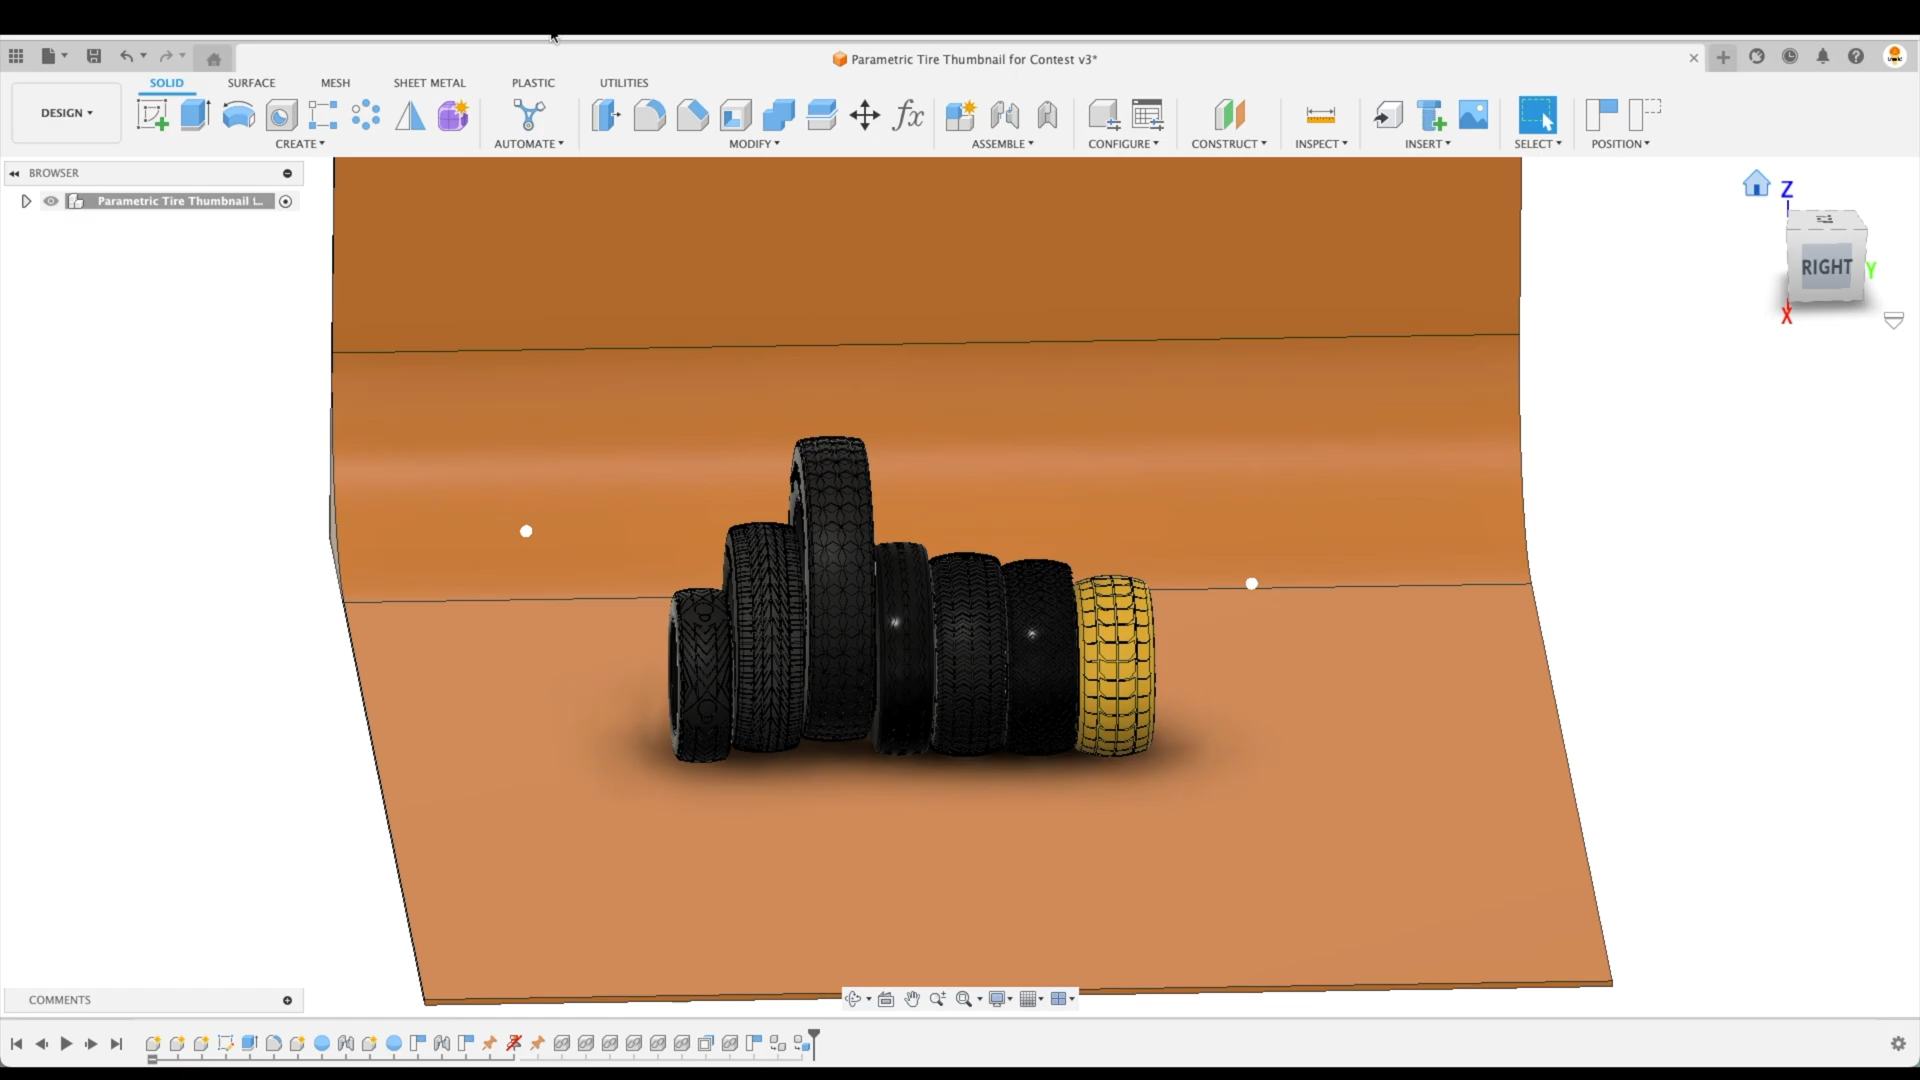 Parametric Tire Thumbnail for Contest v3*
SOLID SURFACE MESH SHEET METAL PLASTIC UTILITIES
DESIGN
fx
CREATE AUTOMATE MODIFY ASSEMBLE CONFIGURE CONSTRUCT INSPECT INSERT SELECT POSITION
BROWSER
Parametric Tire Thumbnail i...
Z
RIGHT
Y
X
COMMENTS